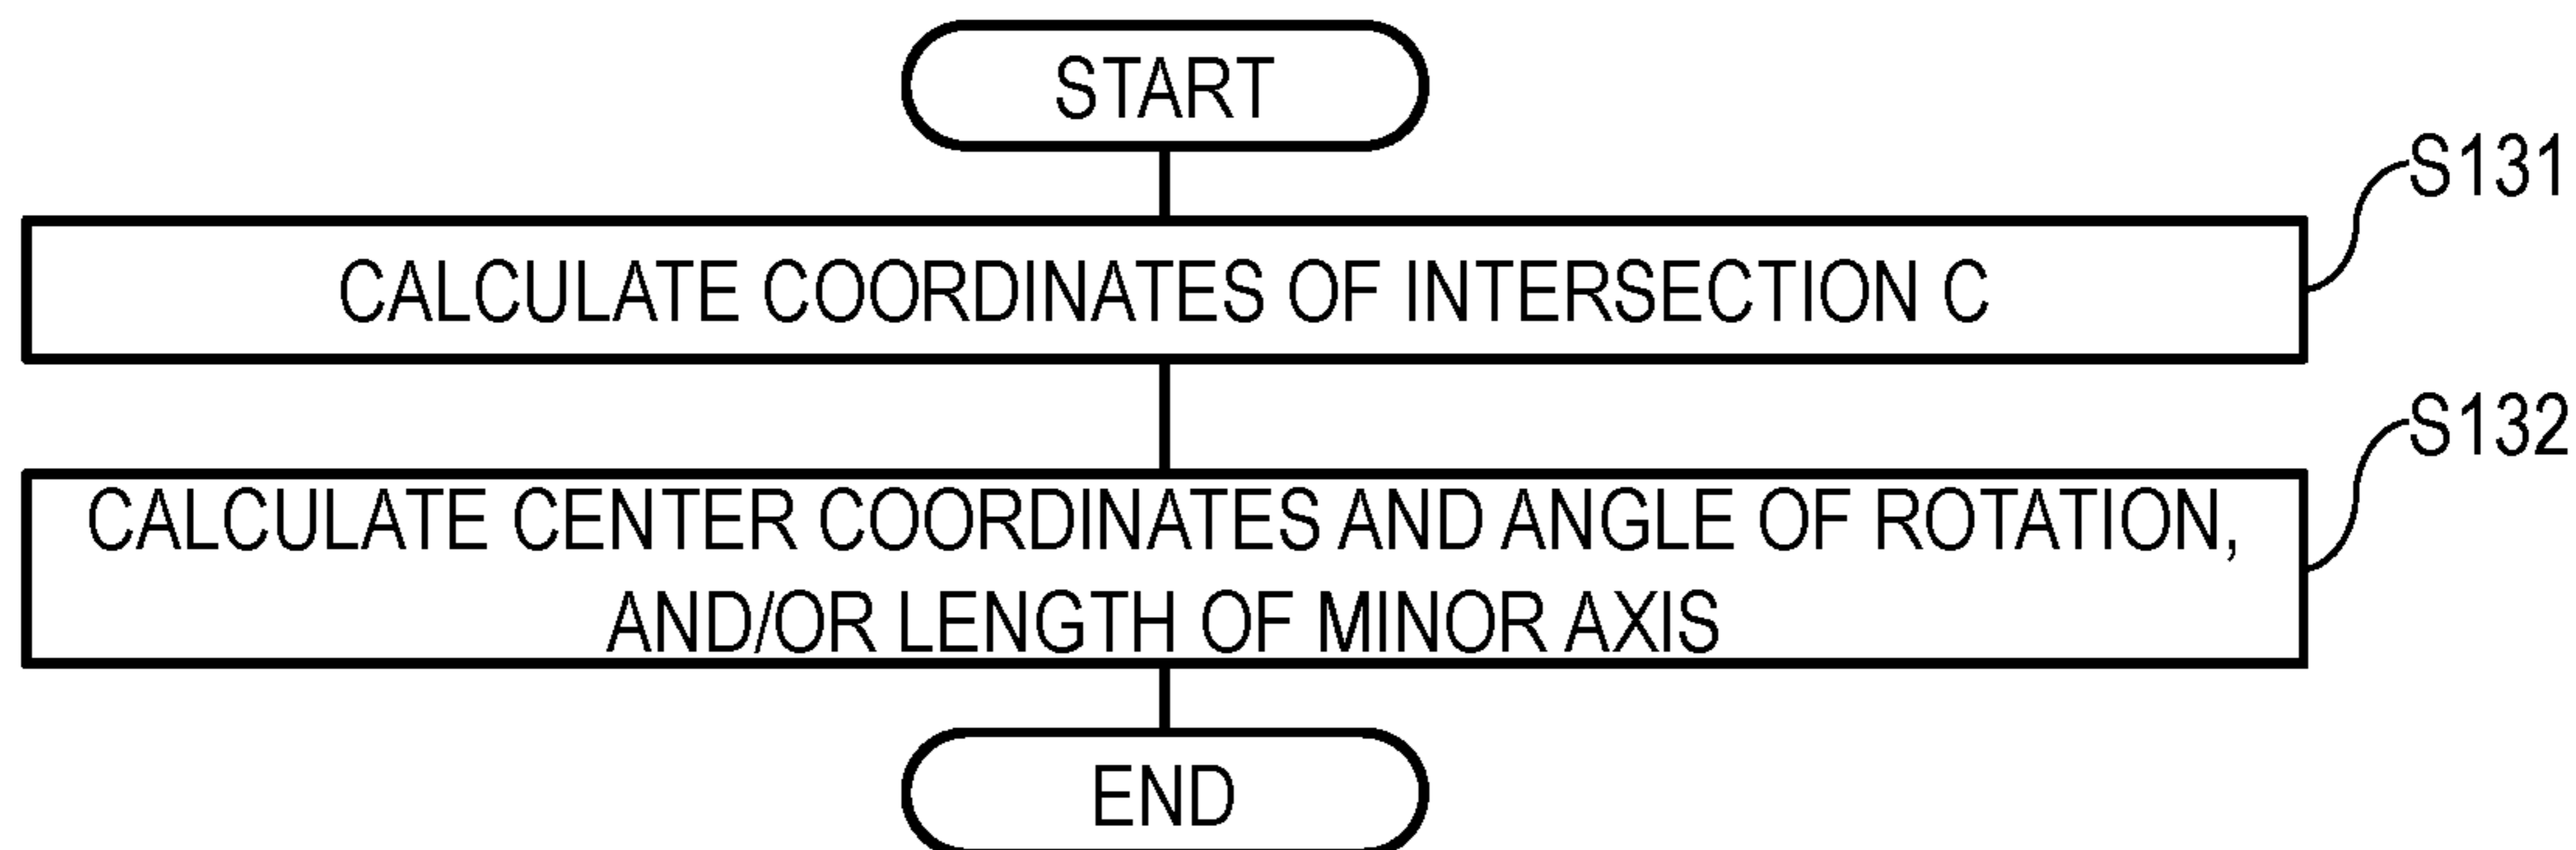 START
S131
CALCULATE COORDINATES OF INTERSECTION C
S132
CALCULATE CENTER COORDINATES AND ANGLE OF ROTATION,
AND/OR LENGTH OF MINOR AXIS
END